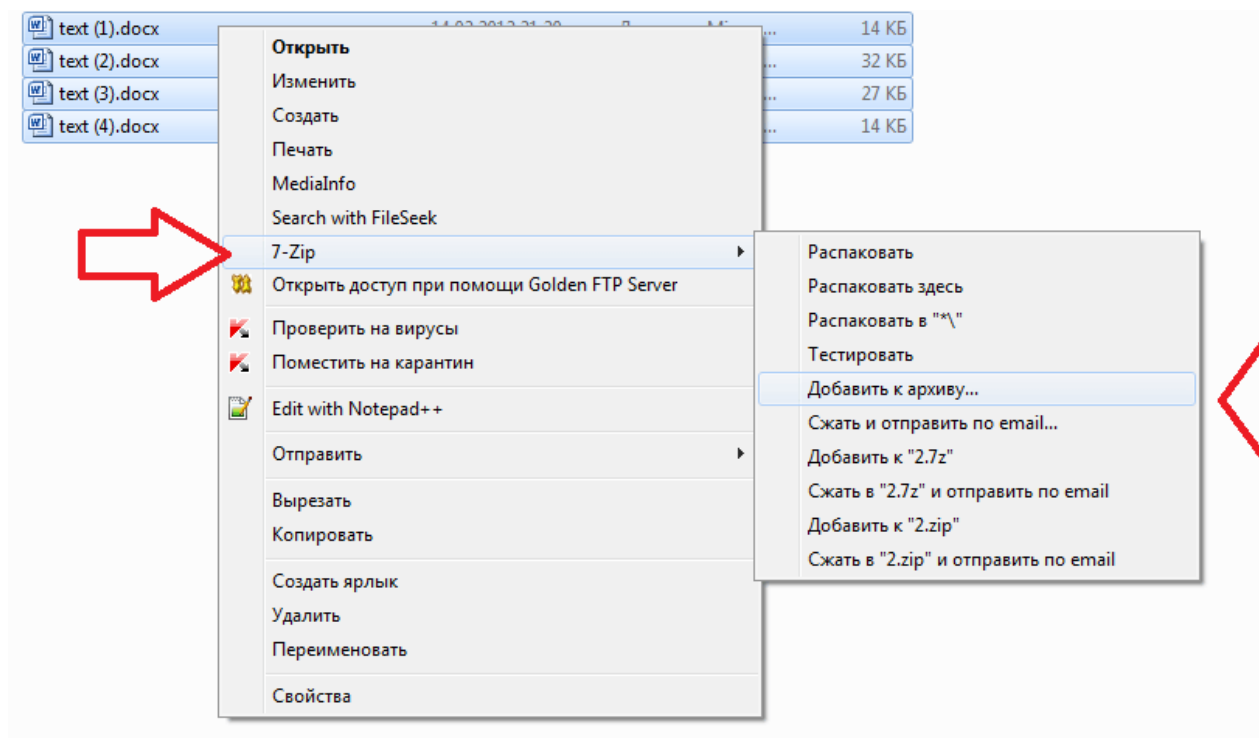 text (1).docx 14 КБ
text (2).docx ... 32 КБ
text (3).docx ... 27 КБ
text (4).docx ... 14 КБ
Открыть
Изменить
Создать
Печать
MediaInfo
Search with FileSeek
7-Zip
Открыть доступ при помощи Golden FTP Server
Проверить на вирусы
Поместить на карантин
Edit with Notepad++
Отправить
Вырезать
Копировать
Создать ярлык
Удалить
Переименовать
Свойства
Распаковать
Распаковать здесь
Распаковать в "*\"
Тестировать
Добавить к архиву...
Сжать и отправить по email...
Добавить к "2.7z"
Сжать в "2.7z" и отправить по email
Добавить к "2.zip"
Сжать в "2.zip" и отправить по email